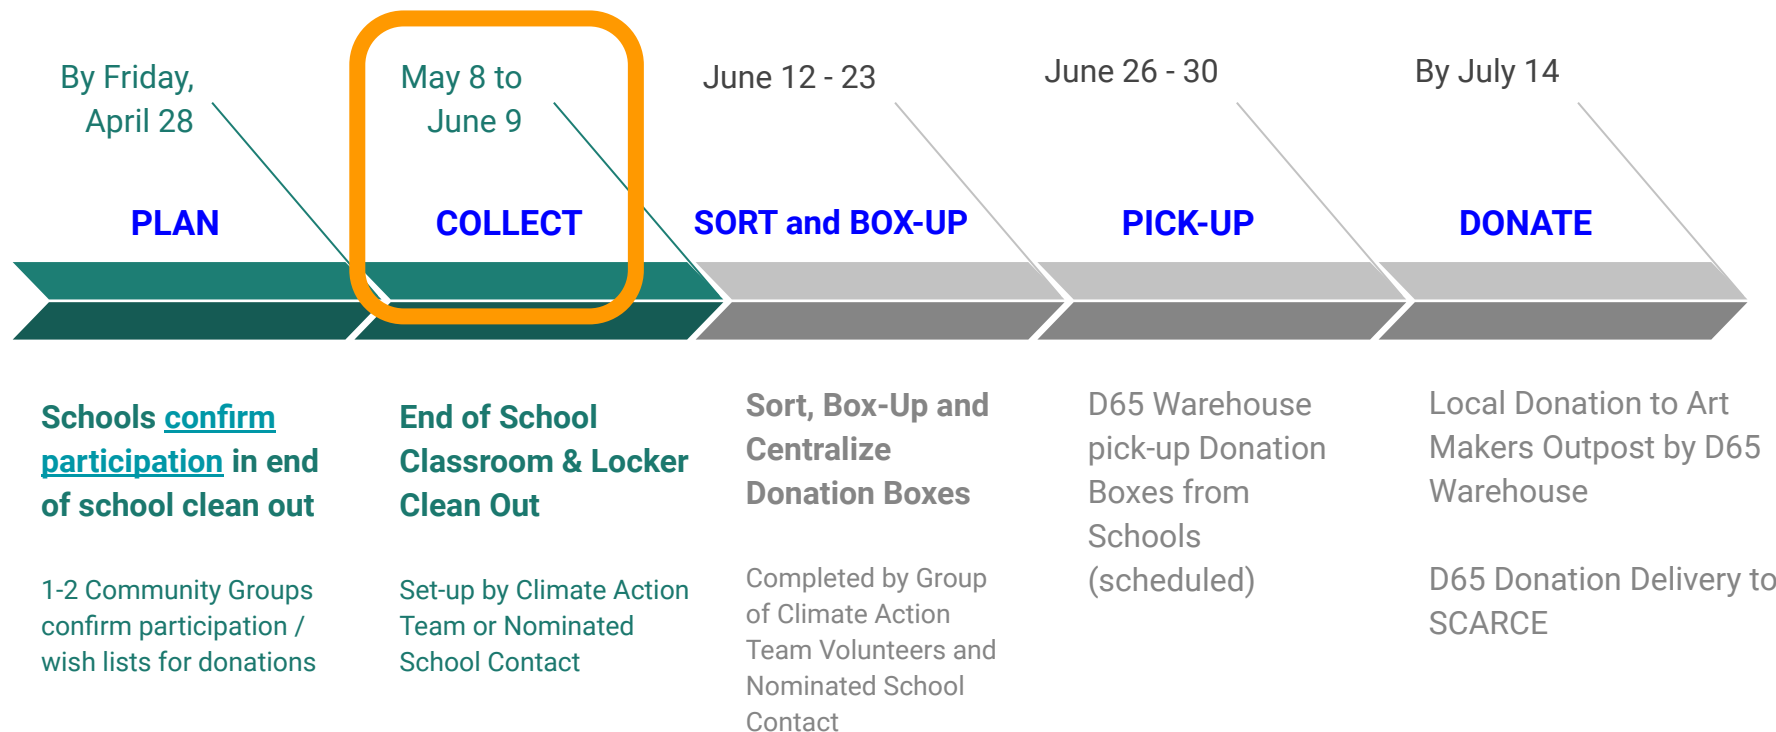 By Friday,
April 28
May 8 to
June 9
June 12 - 23
June 26 - 30
By July 14
PLAN
COLLECT
SORT and BOX-UP
PICK-UP
DONATE
Schools confirm
participation in end
of school clean out
1-2 Community Groups
confirm participation /
wish lists for donations
End of School
Classroom & Locker
Clean Out
Set-up by Climate Action
Team or Nominated
School Contact
Sort, Box-Up and
Centralize
Donation Boxes
Completed by Group
of Climate Action
Team Volunteers and
Nominated School
Contact
D65 Warehouse
pick-up Donation
Boxes from
Schools
(scheduled)
Local Donation to Art
Makers Outpost by D65
Warehouse
D65 Donation Delivery to
SCARCE